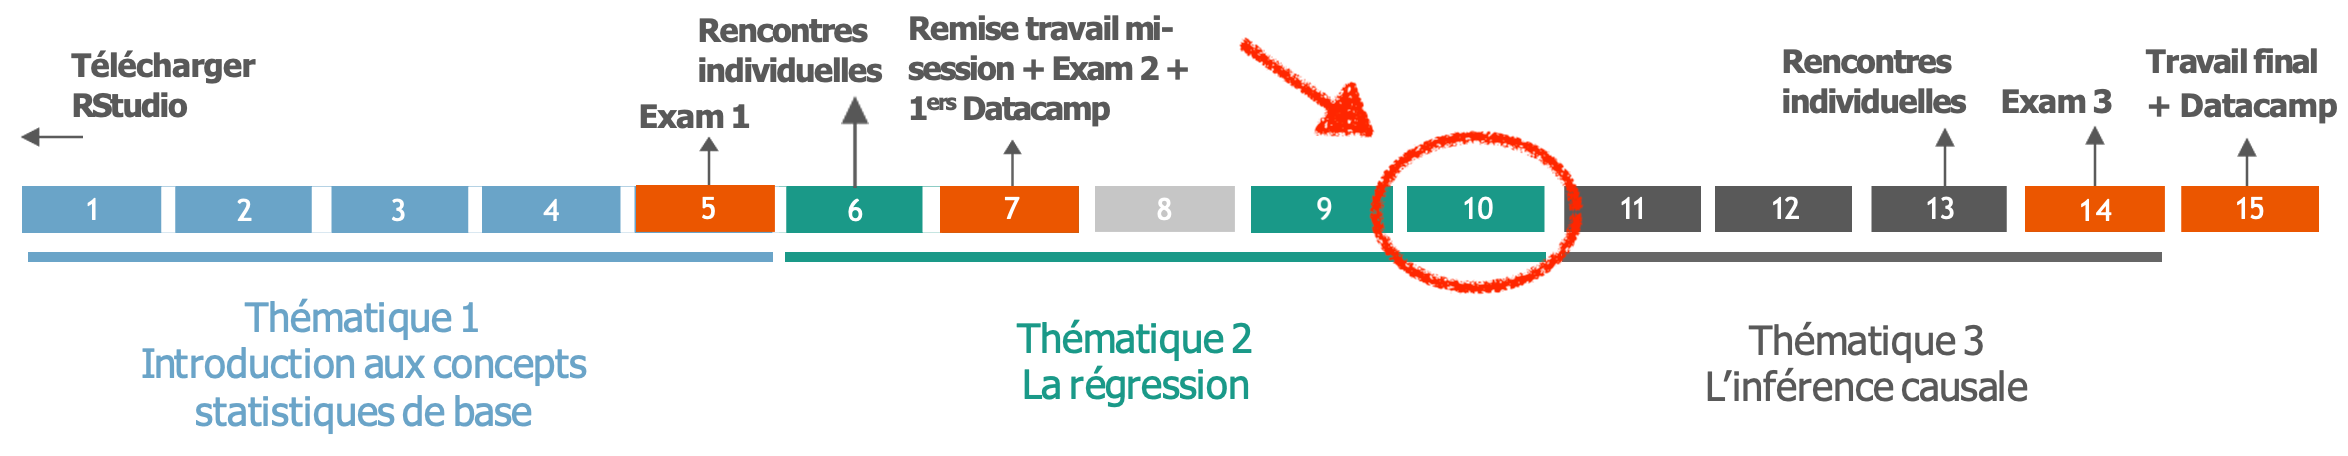 Télécharger
RStudio
Exam 1
Rencontres
individuelles
Remise travail mi-
session + Exam 2 +
1ers Datacamp
Rencontres
individuelles
Exam 3
Travail final
+ Datacamp
1 2 3 4 5 6 7 8 9 10 11 12 13 14 15
Thématique 1
Introduction aux concepts
statistiques de base
Thématique 2
La régression
Thématique 3
L’inférence causale